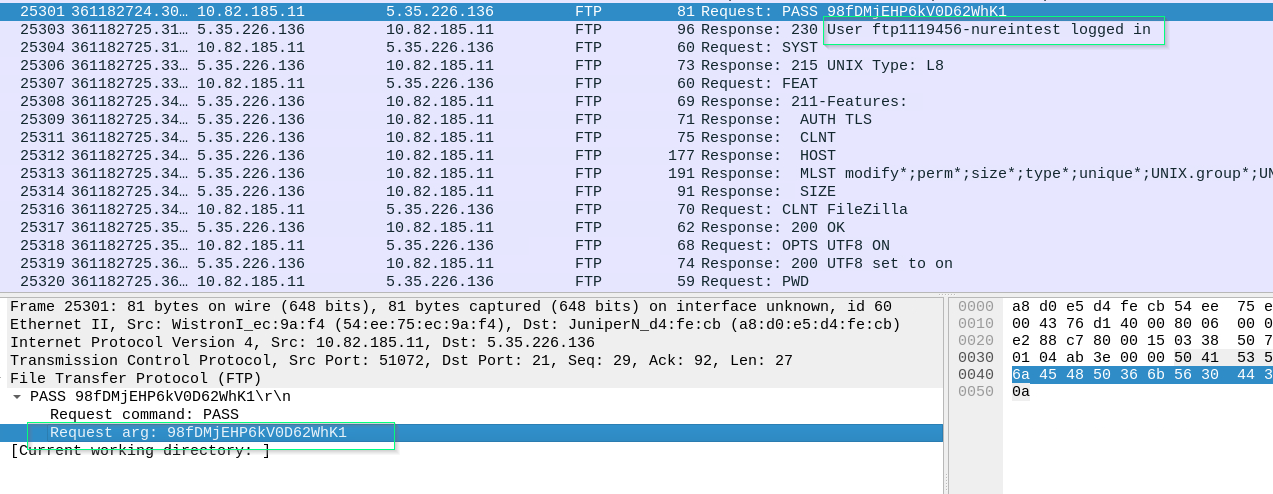 25301 361182724.30… 10.82.185.11 5.35.226.136 FTP 81 Request: PASS 98fDMjEHP6kV0D62WhK1
25303 361182725.31… 5.35.226.136 10.82.185.11 FTP 96 Response: 230 User ftp1119456-nureintest logged in
25304 361182725.31… 10.82.185.11 5.35.226.136 FTP 60 Request: SYST
25306 361182725.33… 5.35.226.136 10.82.185.11 FTP 73 Response: 215 UNIX Type: L8
25307 361182725.33… 10.82.185.11 5.35.226.136 FTP 60 Request: FEAT
25308 361182725.34… 5.35.226.136 10.82.185.11 FTP 69 Response: 211-Features:
25309 361182725.34… 5.35.226.136 10.82.185.11 FTP 71 Response: AUTH TLS
25311 361182725.34… 5.35.226.136 10.82.185.11 FTP 75 Response: CLNT
25312 361182725.34… 5.35.226.136 10.82.185.11 FTP 177 Response: HOST
25313 361182725.34… 5.35.226.136 10.82.185.11 FTP 191 Response: MLST modify*;perm*;size*;type*;unique*;UNIX.group*;UN
25314 361182725.34… 5.35.226.136 10.82.185.11 FTP 91 Response: SIZE
25316 361182725.34… 10.82.185.11 5.35.226.136 FTP 70 Request: CLNT FileZilla
25317 361182725.35… 5.35.226.136 10.82.185.11 FTP 62 Response: 200 OK
25318 361182725.35… 10.82.185.11 5.35.226.136 FTP 68 Request: OPTS UTF8 ON
25319 361182725.36… 5.35.226.136 10.82.185.11 FTP 74 Response: 200 UTF8 set to on
25320 361182725.36… 10.82.185.11 5.35.226.136 FTP 59 Request: PWD
Frame 25301: 81 bytes on wire (648 bits), 81 bytes captured (648 bits) on interface unknown, id 60
Ethernet II, Src: WistronI_ec:9a:f4 (54:ee:75:ec:9a:f4), Dst: JuniperN_d4:fe:cb (a8:d0:e5:d4:fe:cb)
Internet Protocol Version 4, Src: 10.82.185.11, Dst: 5.35.226.136
Transmission Control Protocol, Src Port: 51072, Dst Port: 21, Seq: 29, Ack: 92, Len: 27
File Transfer Protocol (FTP)
PASS 98fDMjEHP6kV0D62WhK1\r\n
Request command: PASS
Request arg: 98fDMjEHP6kV0D62WhK1
[Current working directory: ]
0000 a8 d0 e5 d4 fe cb 54 ee 75 e
0010 00 43 76 d1 40 00 80 06 00 0
0020 e2 88 c7 80 00 15 03 38 50 7
0030 01 04 ab 3e 00 00 50 41 53 5
0040 6a 45 48 50 36 6b 56 30 44 3
0050 0a